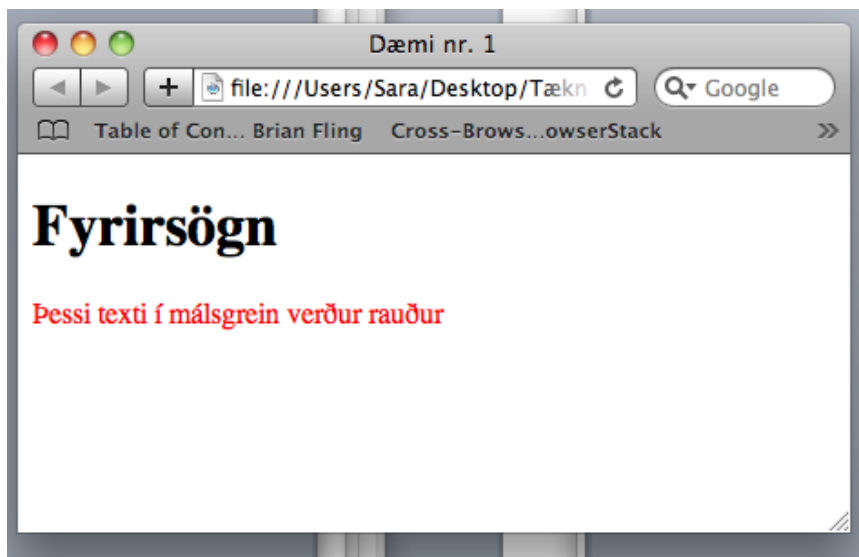 Dæmi nr. 1
file:///Users/Sara/Desktop/Tækn
Google
Table of Con... Brian Fling Cross-Brows...owserStack
Fyrirsögn
Þessi texti í málsgrein verður rauður